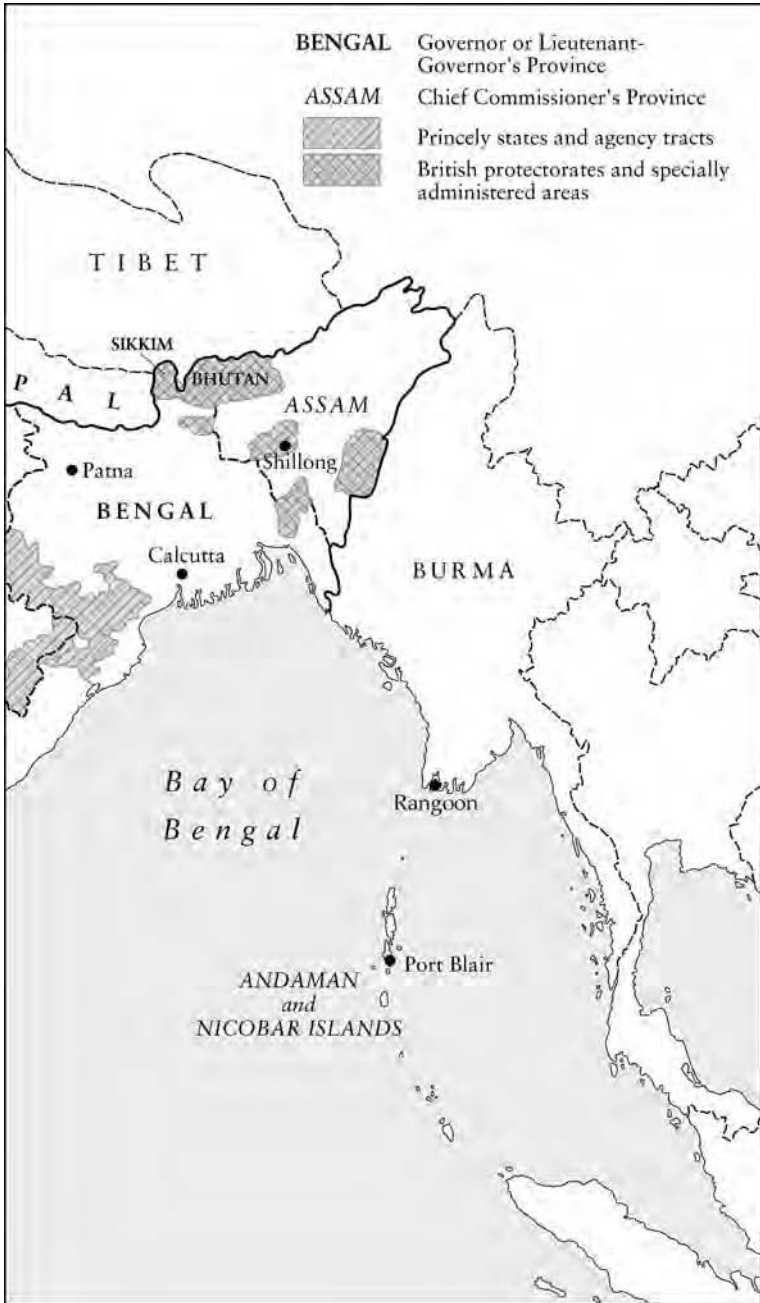 BENGAL Governor or Lieutenant-
Governor's Province
ASSAM Chief Commissioner's Province
Princely states and agency tracts
British protectorates and specially
administered areas
TIBET
SIKKIM
BHUTAN
PAL
ASSAM
Shillong
Patna
BENGAL
Calcutta
BURMA
Bay of
Bengal
Rangoon
Port Blair
ANDAMAN
and
NICOBAR ISLANDS